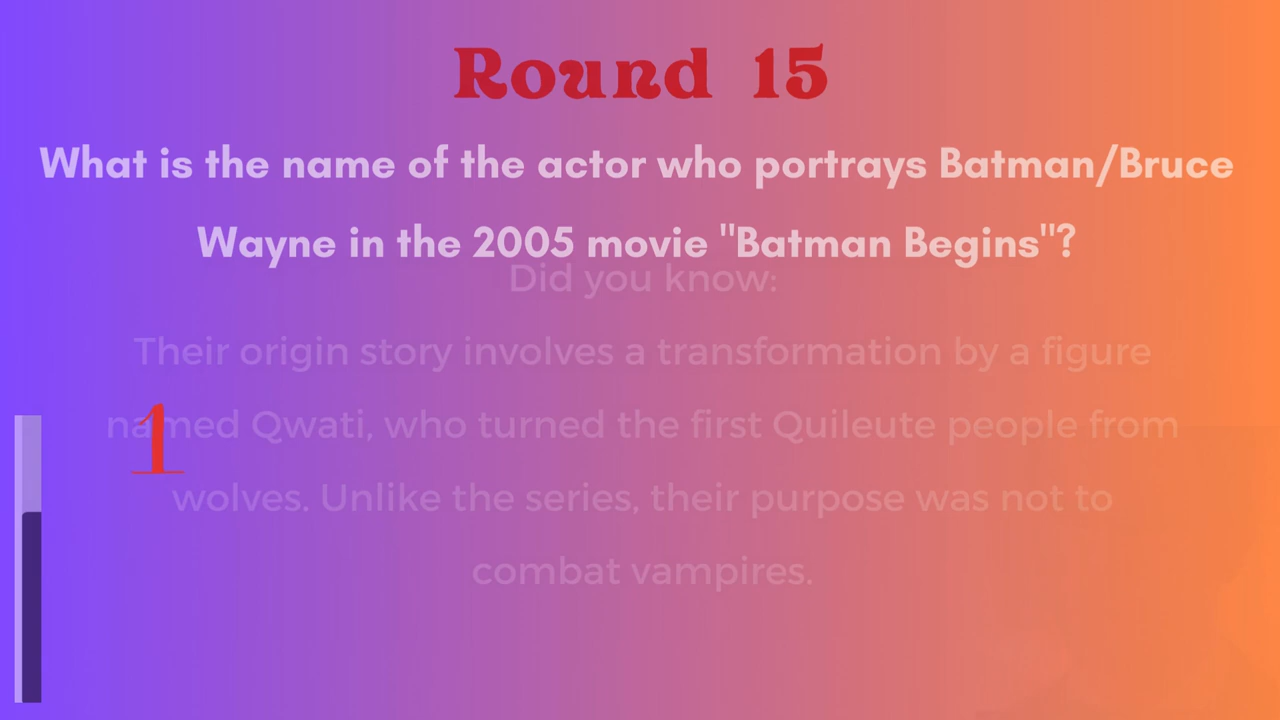 Round 15
What is the name of the actor who portrays Batman/Bruce
Wayne in the 2005 movie "Batman Begins"?
Did you know:
Their origin story involves a transformation by a figure
named Qwati, who turned the first Quileute people from
1
wolves. Unlike the series, their purpose was not to
combat vampires.